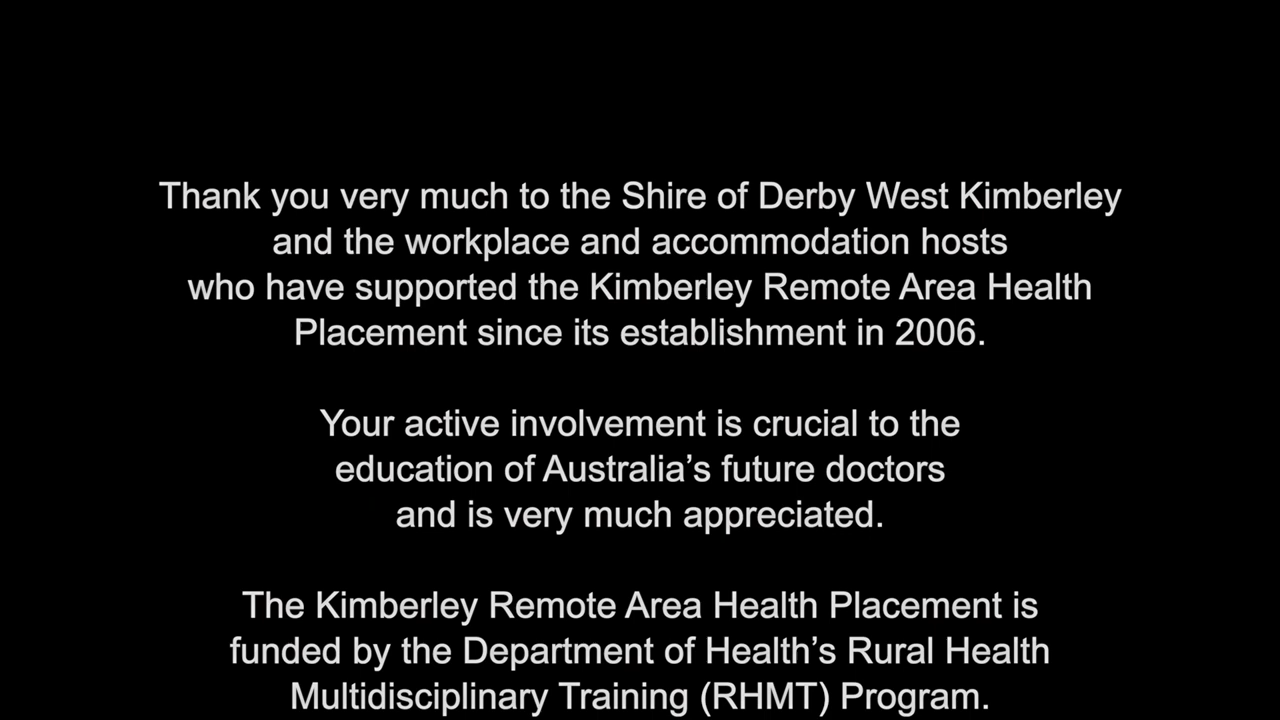 Thank you very much to the Shire of Derby West Kimberley
and the workplace and accommodation hosts
who have supported the Kimberley Remote Area Health
Placement since its establishment in 2006.
Your active involvement is crucial to the
education of Australia’s future doctors
and is very much appreciated.
The Kimberley Remote Area Health Placement is
funded by the Department of Health’s Rural Health
Multidisciplinary Training (RHMT) Program.